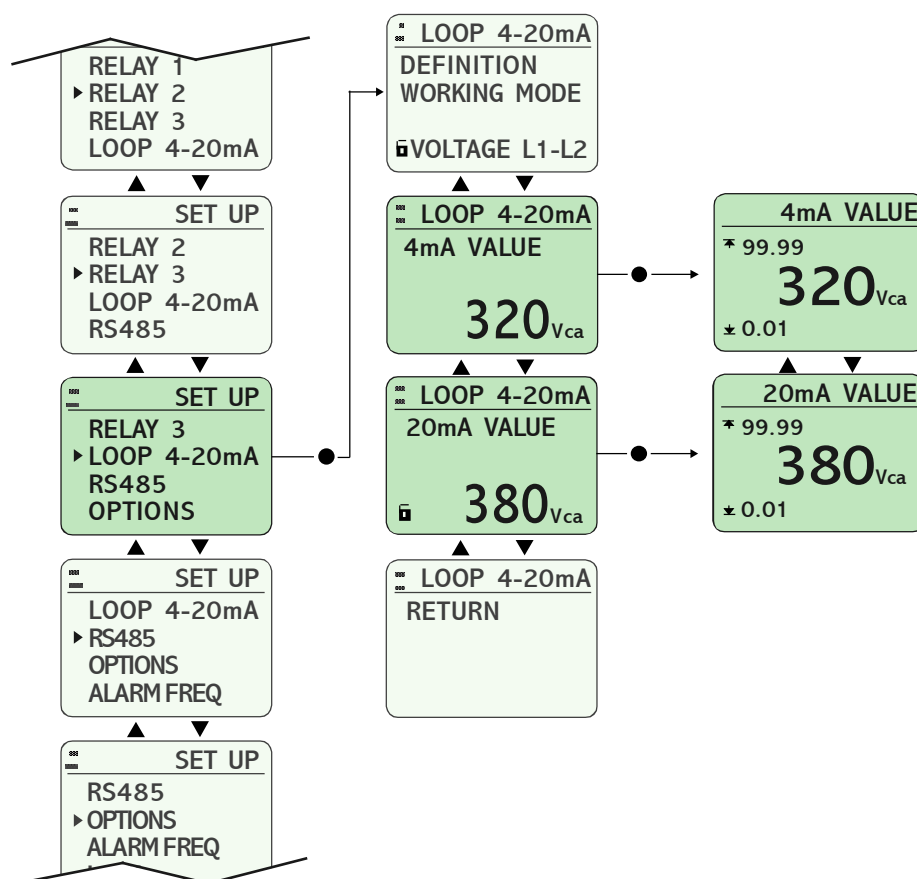 RELAY 1
RELAY 2
RELAY 3
LOOP 4-20mA
SET UP
RELAY 2
RELAY 3
LOOP 4-20mA
RS485
SET UP
RELAY 3
LOOP 4-20mA
RS485
OPTIONS
SET UP
LOOP 4-20mA
RS485
OPTIONS
ALARM FREQ
SET UP
RS485
OPTIONS
ALARM FREQ
LOOP 4-20mA
DEFINITION
WORKING MODE
VOLTAGE L1-L2
LOOP 4-20mA
4mA VALUE
320Vca
LOOP 4-20mA
20mA VALUE
380Vca
LOOP 4-20mA
RETURN
4mA VALUE
99.99
320Vca
0.01
20mA VALUE
99.99
380Vca
0.01